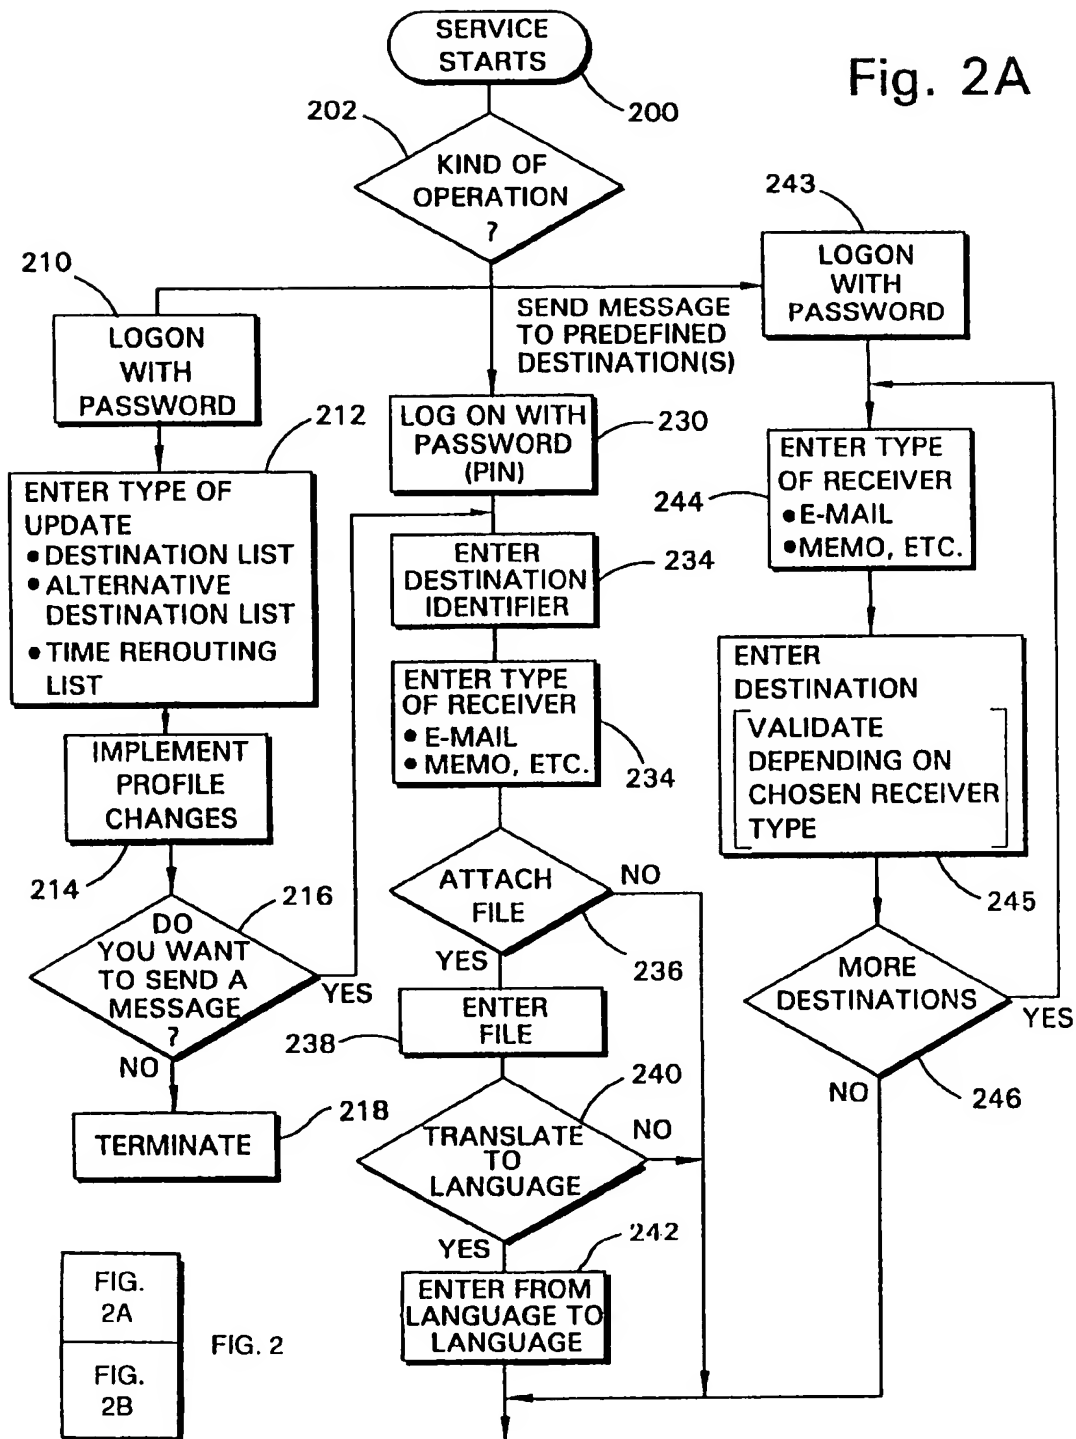 SERVICE
STARTS
Fig. 2A
200
202
KIND OF
OPERATION
?
243
LOGON
WITH
PASSWORD
210
LOGON
WITH
PASSWORD
SEND MESSAGE
TO PREDEFINED
DESTINATION(S)
212
ENTER TYPE OF
UPDATE
• DESTINATION LIST
• ALTERNATIVE
DESTINATION LIST
• TIME REROUTING
LIST
IMPLEMENT
PROFILE
CHANGES
214
216
DO
YOU WANT
TO SEND A
MESSAGE
?
YES
NO
TERMINATE
218
LOG ON WITH
PASSWORD
(PIN)
230
ENTER
DESTINATION
IDENTIFIER
234
ENTER TYPE
OF RECEIVER
• E-MAIL
• MEMO, ETC.
234
ATTACH
FILE
NO
236
YES
ENTER
FILE
238
240
TRANSLATE
TO
LANGUAGE
NO
YES
242
ENTER FROM
LANGUAGE TO
LANGUAGE
ENTER TYPE
OF RECEIVER
• E-MAIL
• MEMO, ETC.
244
ENTER
DESTINATION
VALIDATE
DEPENDING ON
CHOSEN RECEIVER
TYPE
245
MORE
DESTINATIONS
YES
NO
246
FIG.
2A
FIG. 2
FIG.
2B